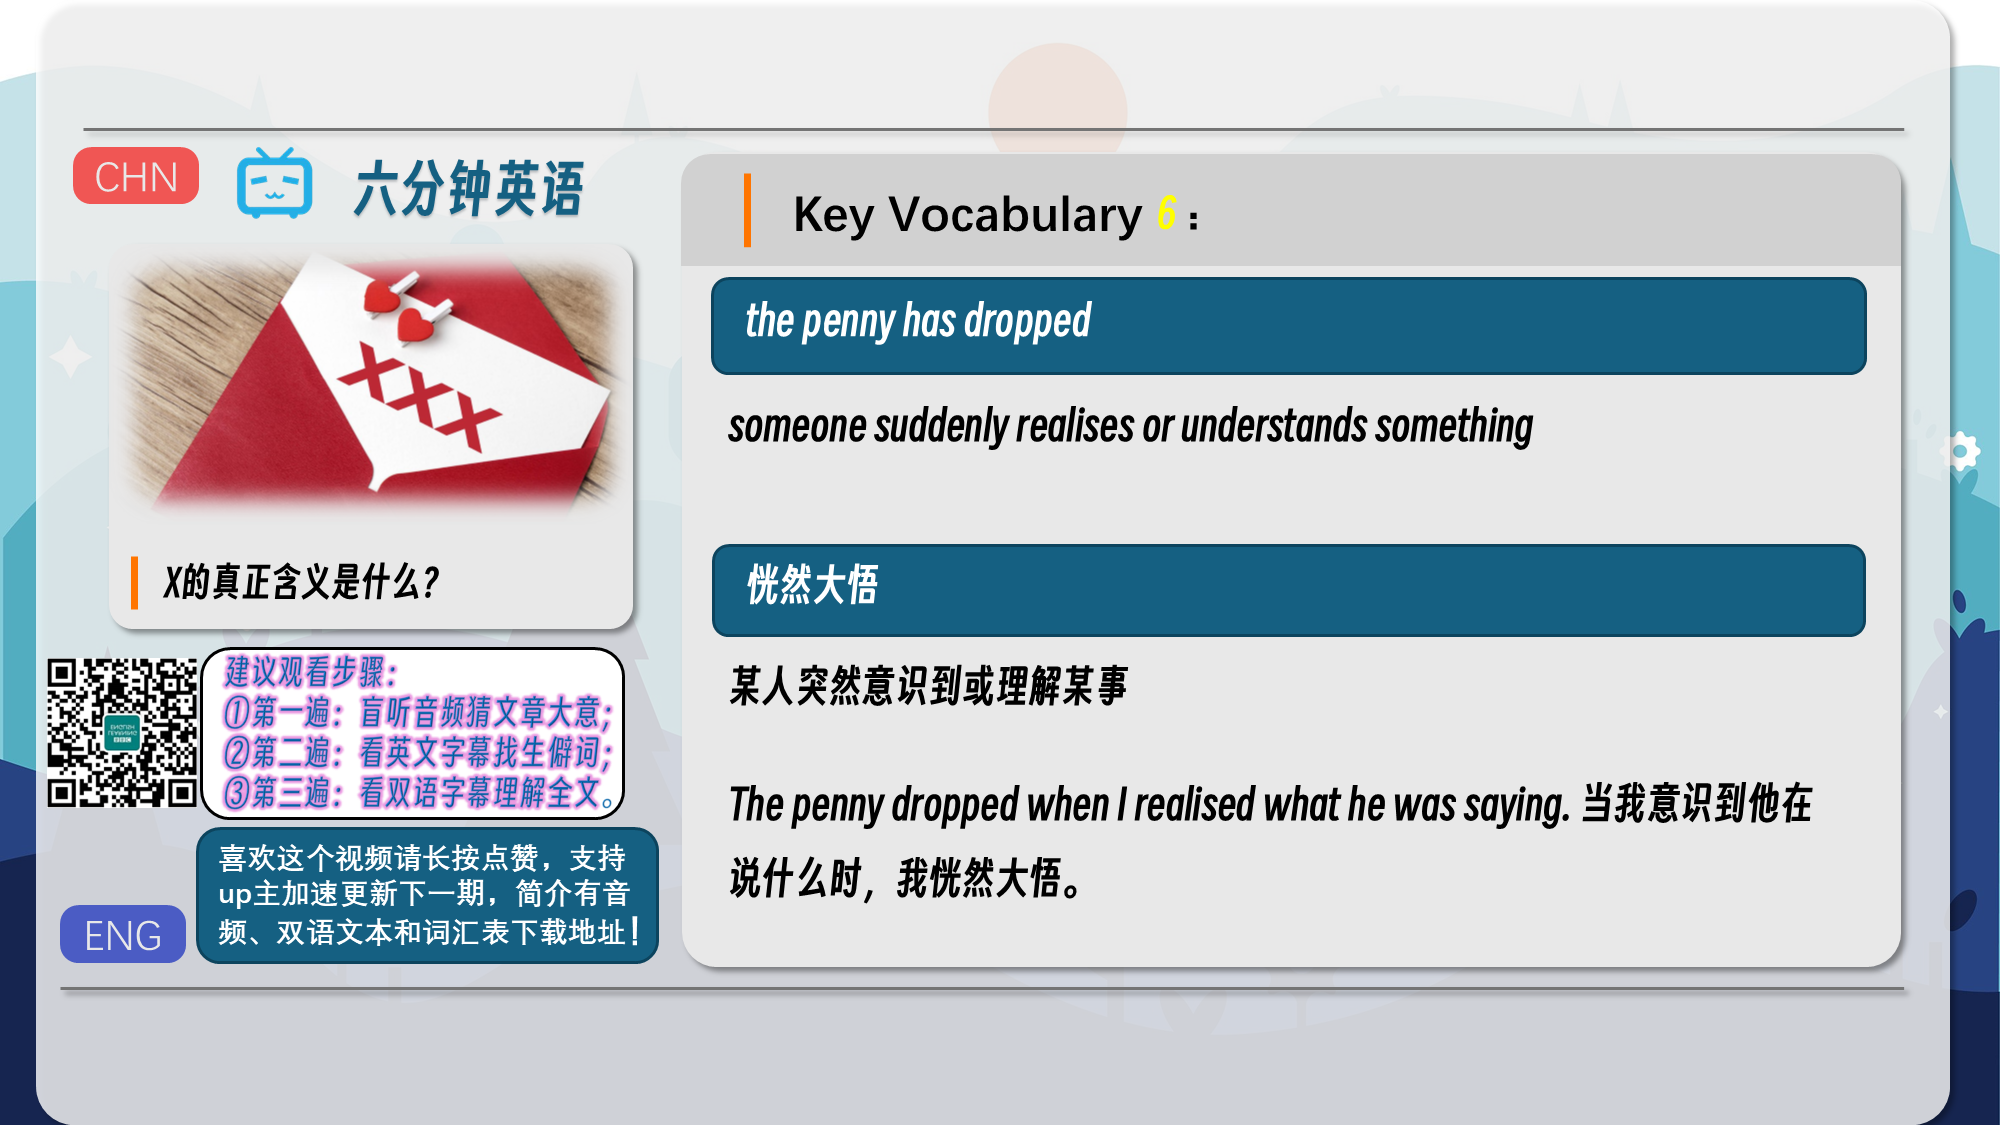 CHN
六分钟英语
XXX
X的真正含义是什么？
建议观看步骤：
①第一遍：盲听音频猜文章大意；
②第二遍：看英文字幕找生僻词；
③第三遍：看双语字幕理解全文。
喜欢这个视频请长按点赞，支持
up主加速更新下一期，简介有音
频、双语文本和词汇表下载地址！
ENG
Key Vocabulary 6：
the penny has dropped
someone suddenly realises or understands something
恍然大悟
某人突然意识到或理解某事
The penny dropped when I realised what he was saying. 当我意识到他在
说什么时，我恍然大悟。